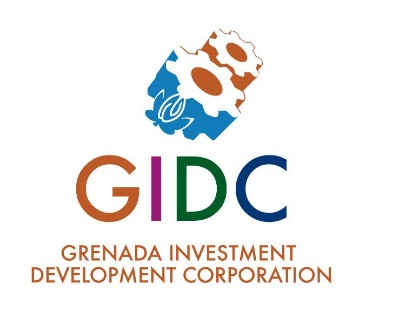 GIDC
GRENADA INVESTMENT
DEVELOPMENT CORPORATION